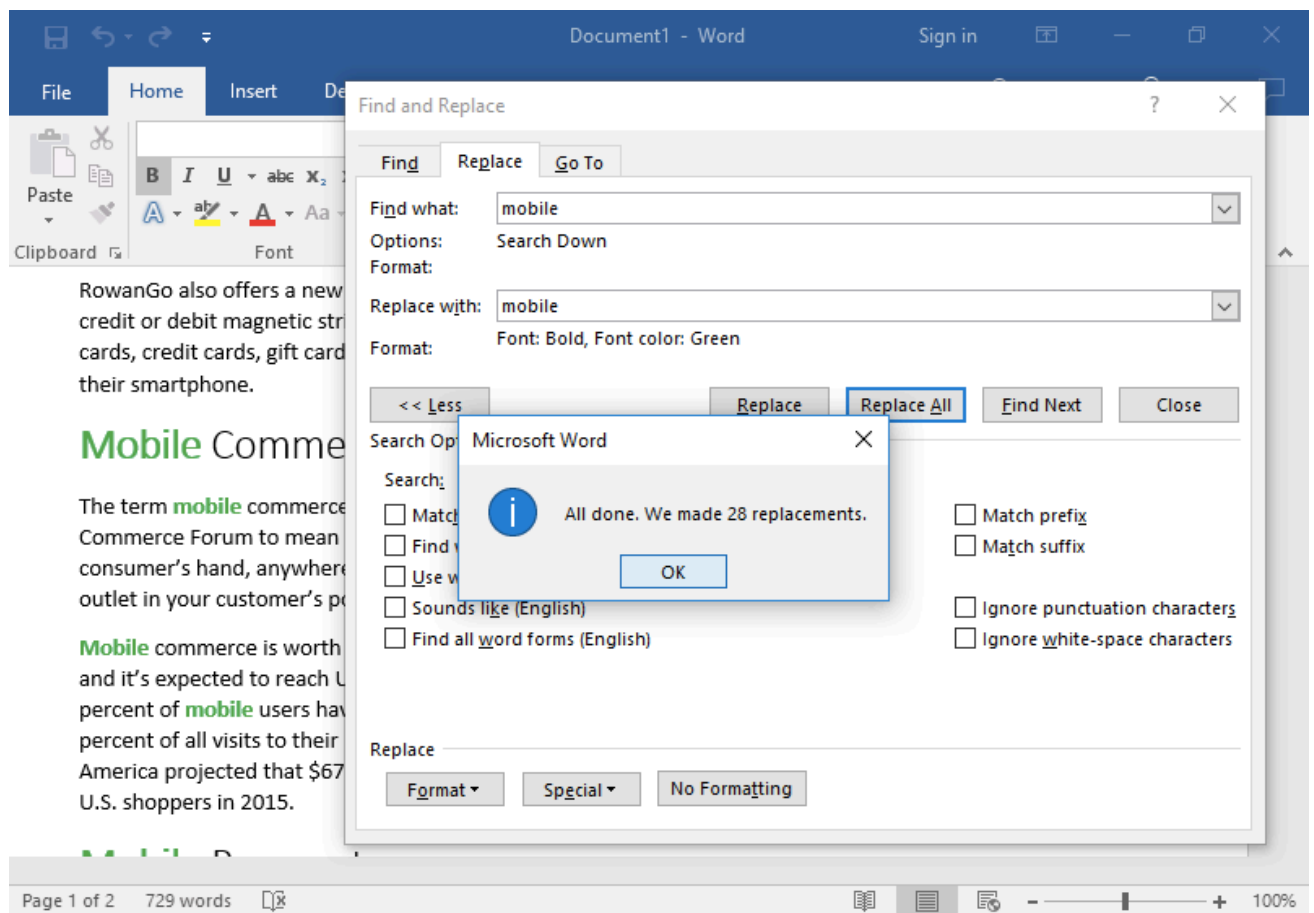 Document1 - Word
Sign in
File
Home
Insert
Find and Replace
Find
Replace
Go To
Paste
B I U abc X₂
A aby A Aa
Clipboard
Font
Find what:
mobile
Options:
Search Down
Format:
Replace with:
mobile
Format:
Font: Bold, Font color: Green
<< Less
Replace
Replace All
Find Next
Close
Search
Microsoft Word
All done. We made 28 replacements.
OK
Search:
Match prefix
Find
Match suffix
Use
Sounds like (English)
Ignore punctuation characters
Find all word forms (English)
Ignore white-space characters
Replace
Format
Special
No Formatting
RowanGo also offers a new
credit or debit magnetic
cards, credit cards, gift
their smartphone.
Mobile
The term mobile commerce
Commerce Forum to mean
consumer's hand, anywhere
outlet in your customer's
Mobile commerce is worth
and it's expected to reach
percent of mobile users
percent of all visits to their
America projected that
U.S. shoppers in 2015.
Page 1 of 2
729 words
100%